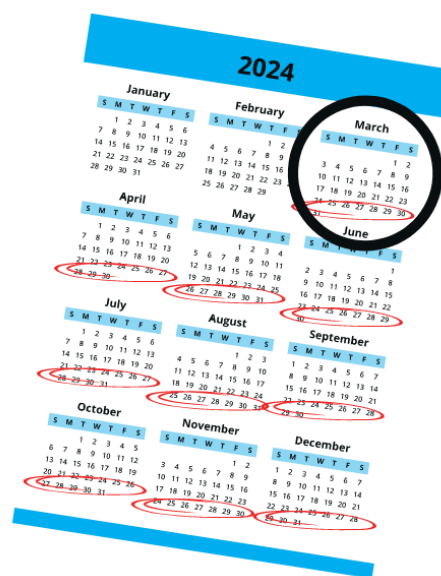 2024
January
S M T W T F S
1 2 3 4 5 6
7 8 9 10 11 12 13
14 15 16 17 18 19 20
21 22 23 24 25 26 27
28 29 30 31
February
S M T W T F
1 2
4 5 6 7 8 9
11 12 13 14 15 16
18 19 20 21 22 23
25 26 27 28 29
March
S M T W T F S
1 2
3 4 5 6 7 8 9
10 11 12 13 14 15 16
17 18 19 20 21 22 23
24 25 26 27 28 29 30
31
April
S M T W T F S
1 2 3 4 5 6
7 8 9 10 11 12 13
14 15 16 17 18 19 20
21 22 23 24 25 26 27
28 29 30
May
S M T W T F S
1 2 3 4
5 6 7 8 9 10 11
12 13 14 15 16 17 18
19 20 21 22 23 24 25
26 27 28 29 30 31
June
S M T W T F S
1
2 3 4 5 6 7 8
9 10 11 12 13 14 15
16 17 18 19 20 21 22
23 24 25 26 27 28 29
30
July
S M T W T F S
1 2 3 4 5 6
7 8 9 10 11 12 13
14 15 16 17 18 19 20
21 22 23 24 25 26 27
28 29 30 31
August
S M T W T F S
1 2 3
4 5 6 7 8 9 10
11 12 13 14 15 16 17
18 19 20 21 22 23 24
25 26 27 28 29 30 31
September
S M T W T F S
1 2 3 4 5 6 7
8 9 10 11 12 13 14
15 16 17 18 19 20 21
22 23 24 25 26 27 28
29 30
October
S M T W T F S
1 2 3 4 5
6 7 8 9 10 11 12
13 14 15 16 17 18 19
20 21 22 23 24 25 26
27 28 29 30 31
November
S M T W T F S
1 2
3 4 5 6 7 8 9
10 11 12 13 14 15 16
17 18 19 20 21 22 23
24 25 26 27 28 29 30
December
S M T W T F S
1 2 3 4 5 6 7
8 9 10 11 12 13 14
15 16 17 18 19 20 21
22 23 24 25 26 27 28
29 30 31